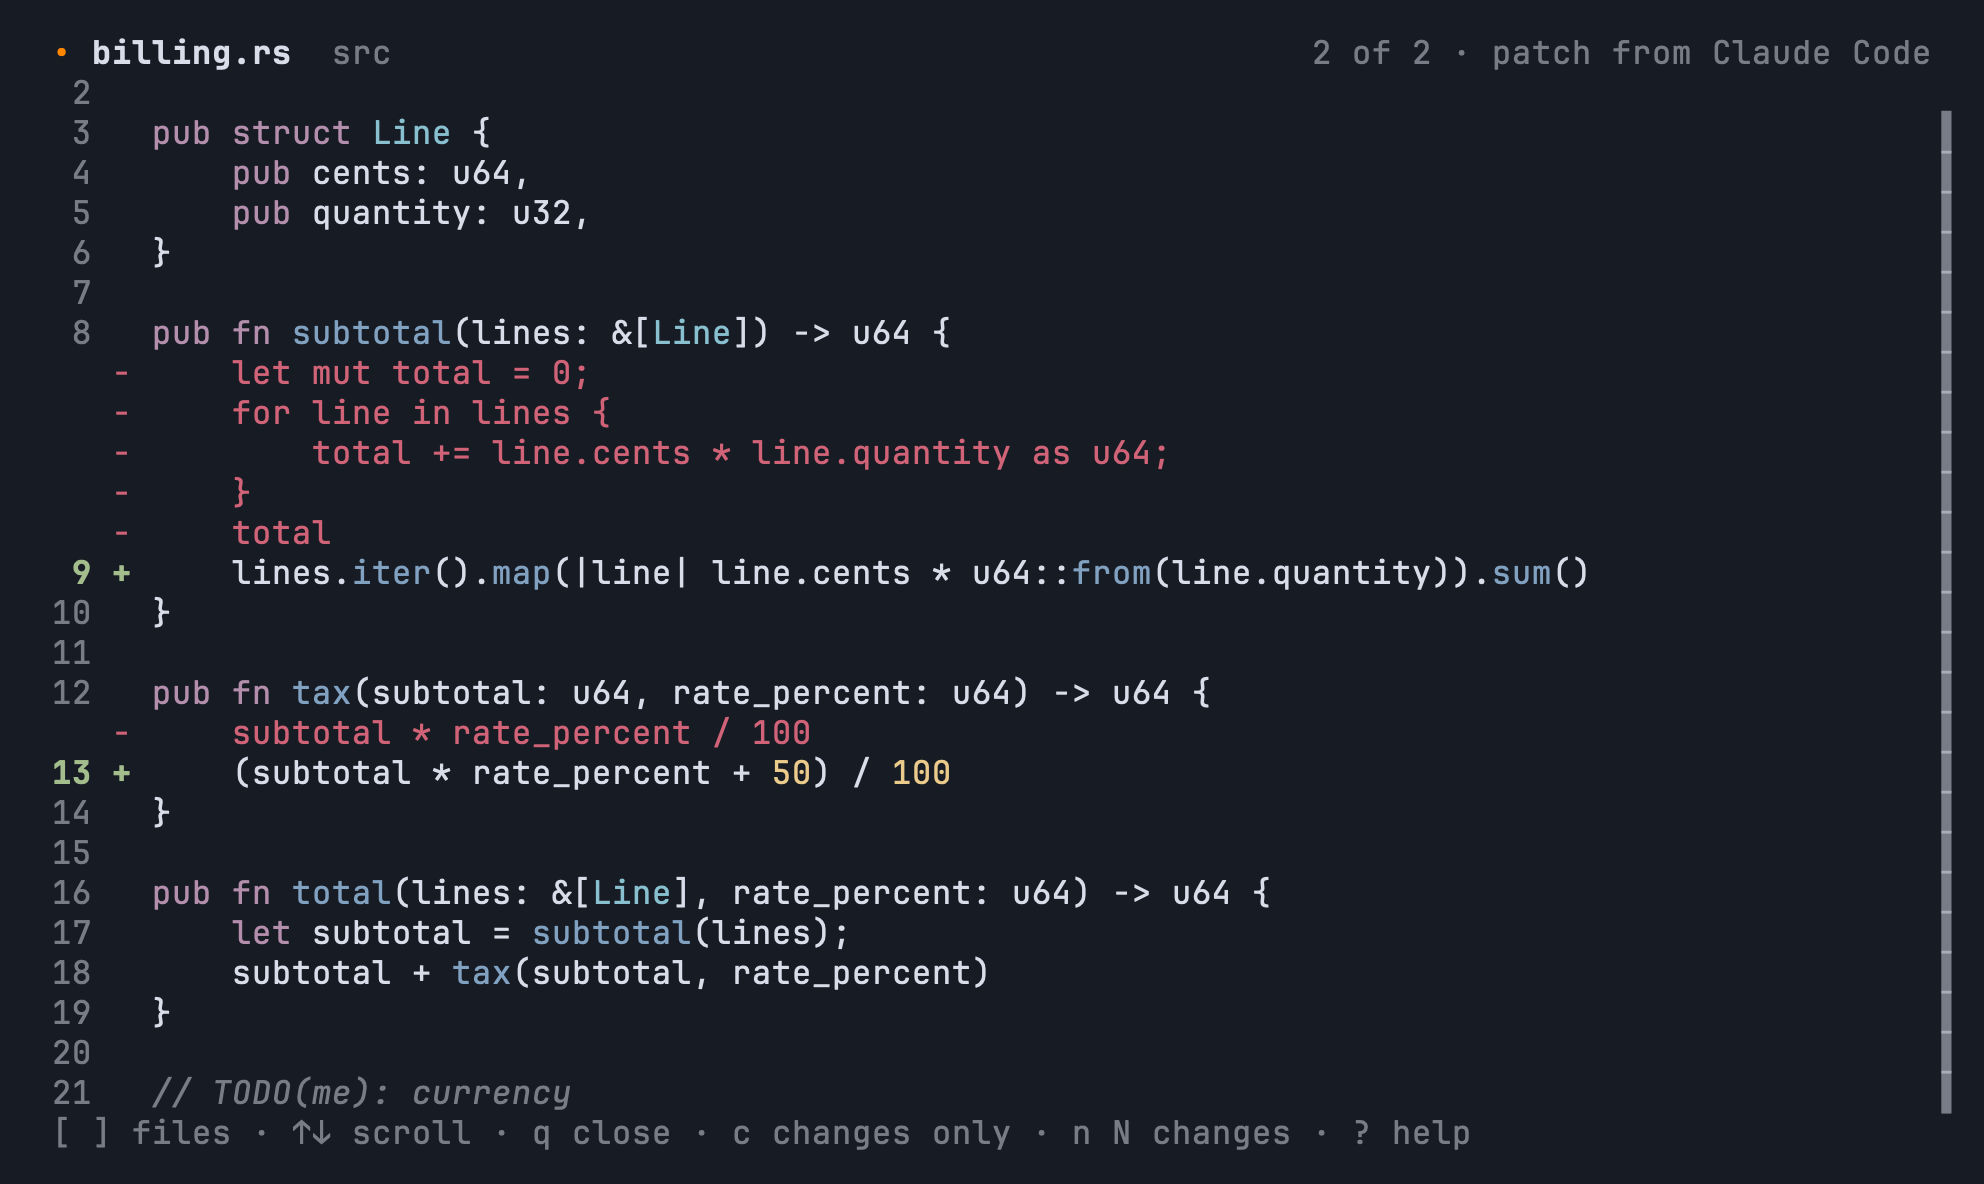 • billing.rs  src  2 of 2 · patch from Claude Code
2
3   pub struct Line {
4       pub cents: u64,
5       pub quantity: u32,
6   }
7
8   pub fn subtotal(lines: &[Line]) -> u64 {
  -     let mut total = 0;
  -     for line in lines {
  -         total += line.cents * line.quantity as u64;
  -     }
  -     total
9 +     lines.iter().map(|line| line.cents * u64::from(line.quantity)).sum()
10  }
11
12  pub fn tax(subtotal: u64, rate_percent: u64) -> u64 {
  -     subtotal * rate_percent / 100
13 +    (subtotal * rate_percent + 50) / 100
14  }
15
16  pub fn total(lines: &[Line], rate_percent: u64) -> u64 {
17      let subtotal = subtotal(lines);
18      subtotal + tax(subtotal, rate_percent)
19  }
20
21  // TODO(me): currency
[ ] files · ↑↓ scroll · q close · c changes only · n N changes · ? help